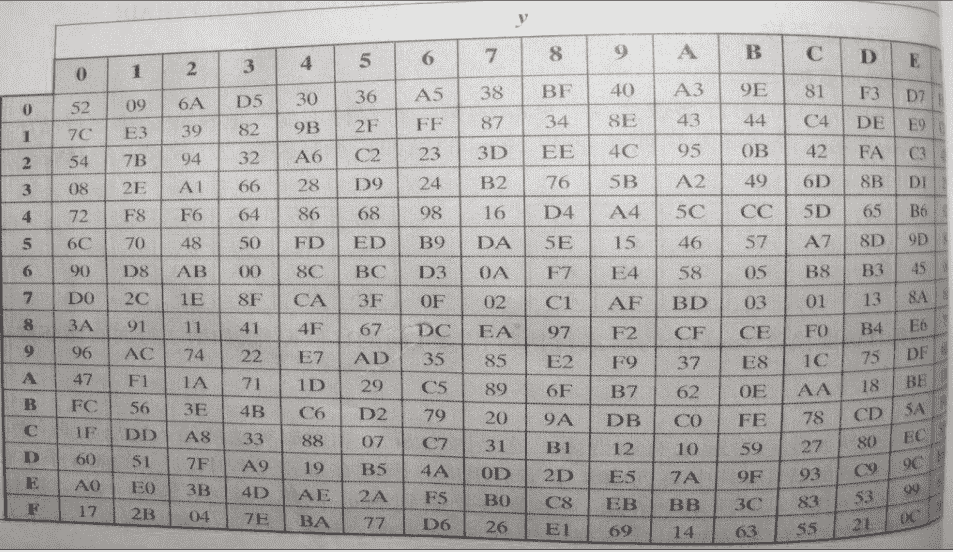 y
0 1 2 3 4 5 6 7 8 9 A B C D E
0 52 09 6A D5 30 36 A5 38 BF 40 A3 9E 81 F3 D7
1 7C E3 39 82 9B 2F FF 87 34 8E 43 44 C4 DE E9
2 54 7B 94 32 A6 C2 23 3D EE 4C 95 0B 42 FA C3
3 08 2E A1 66 28 D9 24 B2 76 5B A2 49 6D 8B D1
4 72 F8 F6 64 86 68 98 16 D4 A4 5C CC 5D 65 B6
5 6C 70 48 50 FD ED B9 DA 5E 15 46 57 A7 8D 9D
6 90 D8 AB 00 8C BC D3 0A F7 E4 58 05 B8 B3 45
7 D0 2C 1E 8F CA 3F 0F 02 C1 AF BD 03 01 13 8A
8 3A 91 11 41 4F 67 DC EA 97 F2 CF CE F0 B4 E6
9 96 AC 74 22 E7 AD 35 85 E2 F9 37 E8 1C 75 DF
A 47 F1 1A 71 1D 29 C5 89 6F B7 62 0E AA 18 BE
B FC 56 3E 4B C6 D2 79 20 9A DB C0 FE 78 CD 5A
C 1F DD A8 33 88 07 C7 31 B1 12 10 59 27 80 EC
D 60 51 7F A9 19 B5 4A 0D 2D E5 7A 9F 93 C9 9C
E A0 E0 3B 4D AE 2A F5 B0 C8 EB BB 3C 83 53 99
F 17 2B 04 7E BA 77 D6 26 E1 69 14 63 55 21 0C